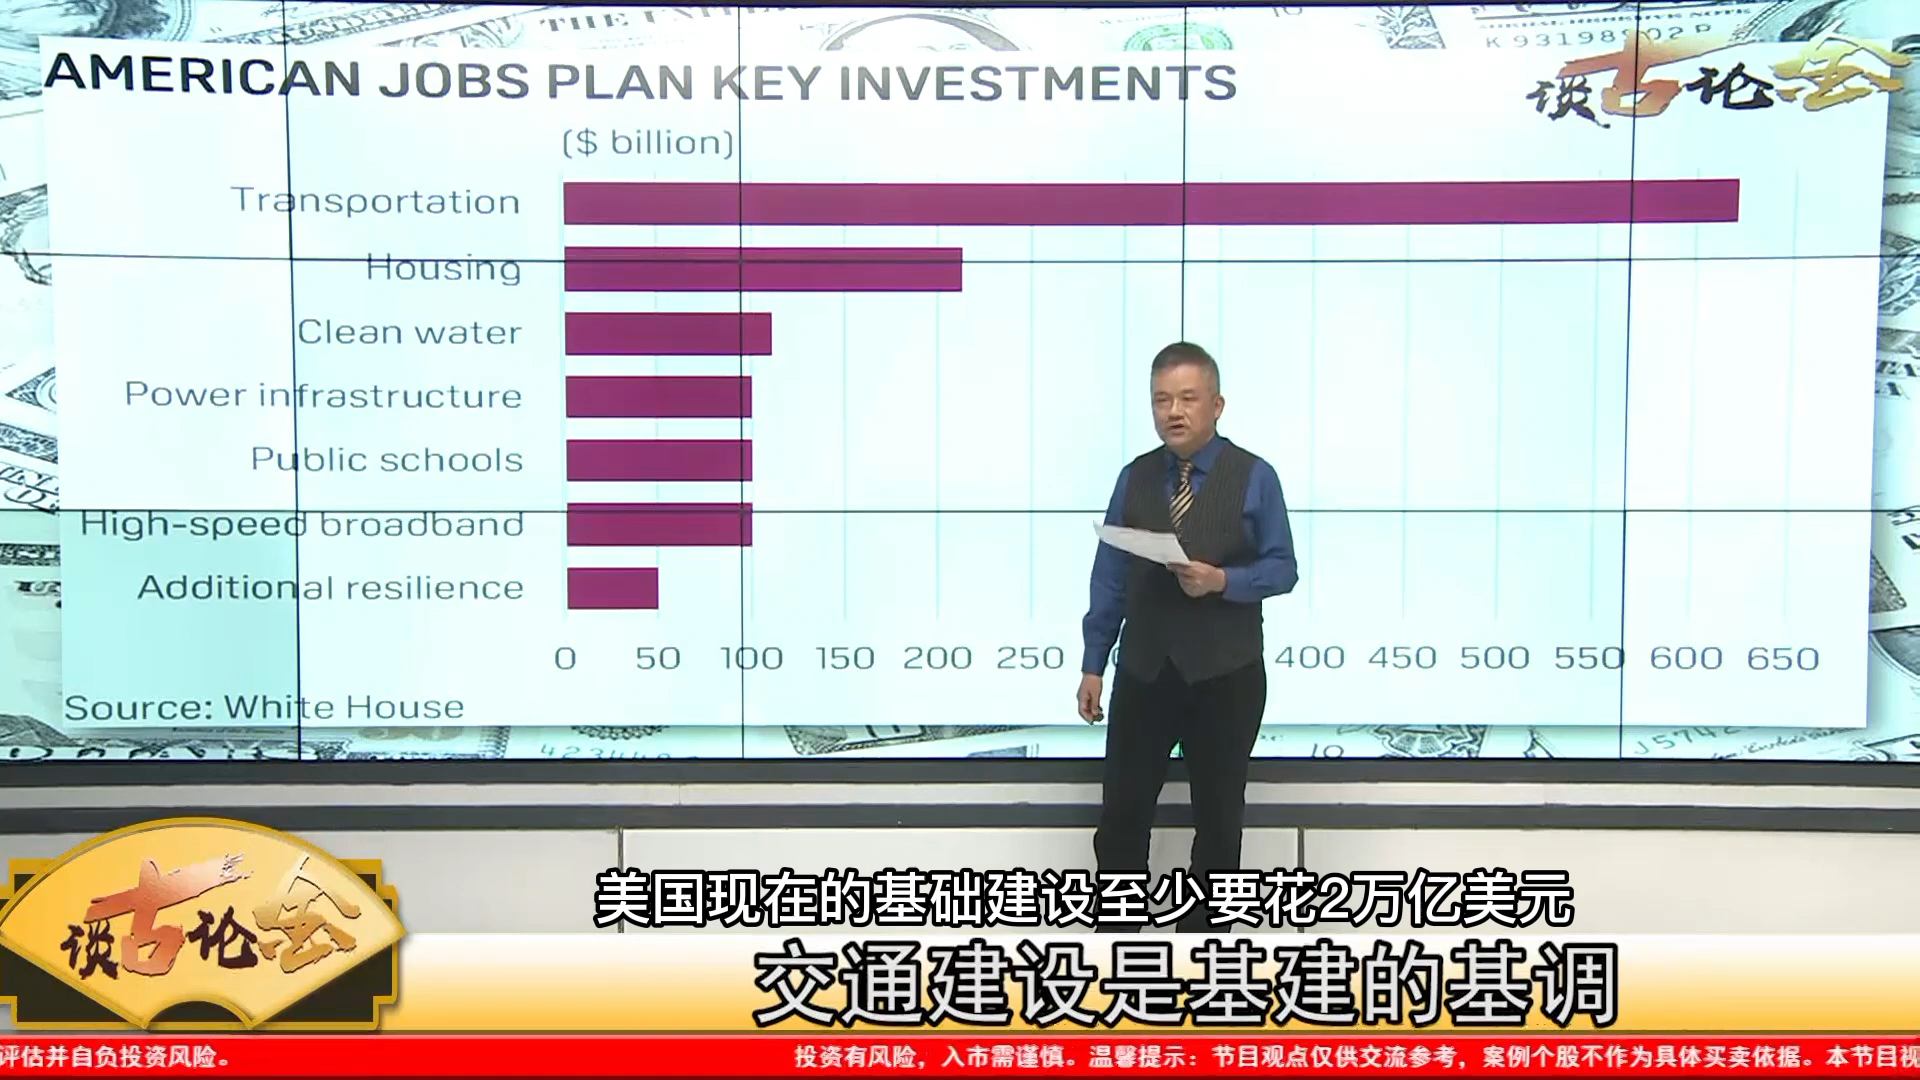 AMERICAN JOBS PLAN KEY INVESTMENTS
谈古论金
($ billion)
Transportation
Housing
Clean water
Power infrastructure
Public schools
High-speed broadband
Additional resilience
0 50 100 150 200 250 400 450 500 550 600 650
Source: White House
美国现在的基础建设至少要花2万亿美元
谈古论金
交通建设是基建的基调
评估并自负投资风险。 投资有风险，入市需谨慎。温馨提示：节目观点仅供交流参考，案例个股不作为具体买卖依据。本节目视